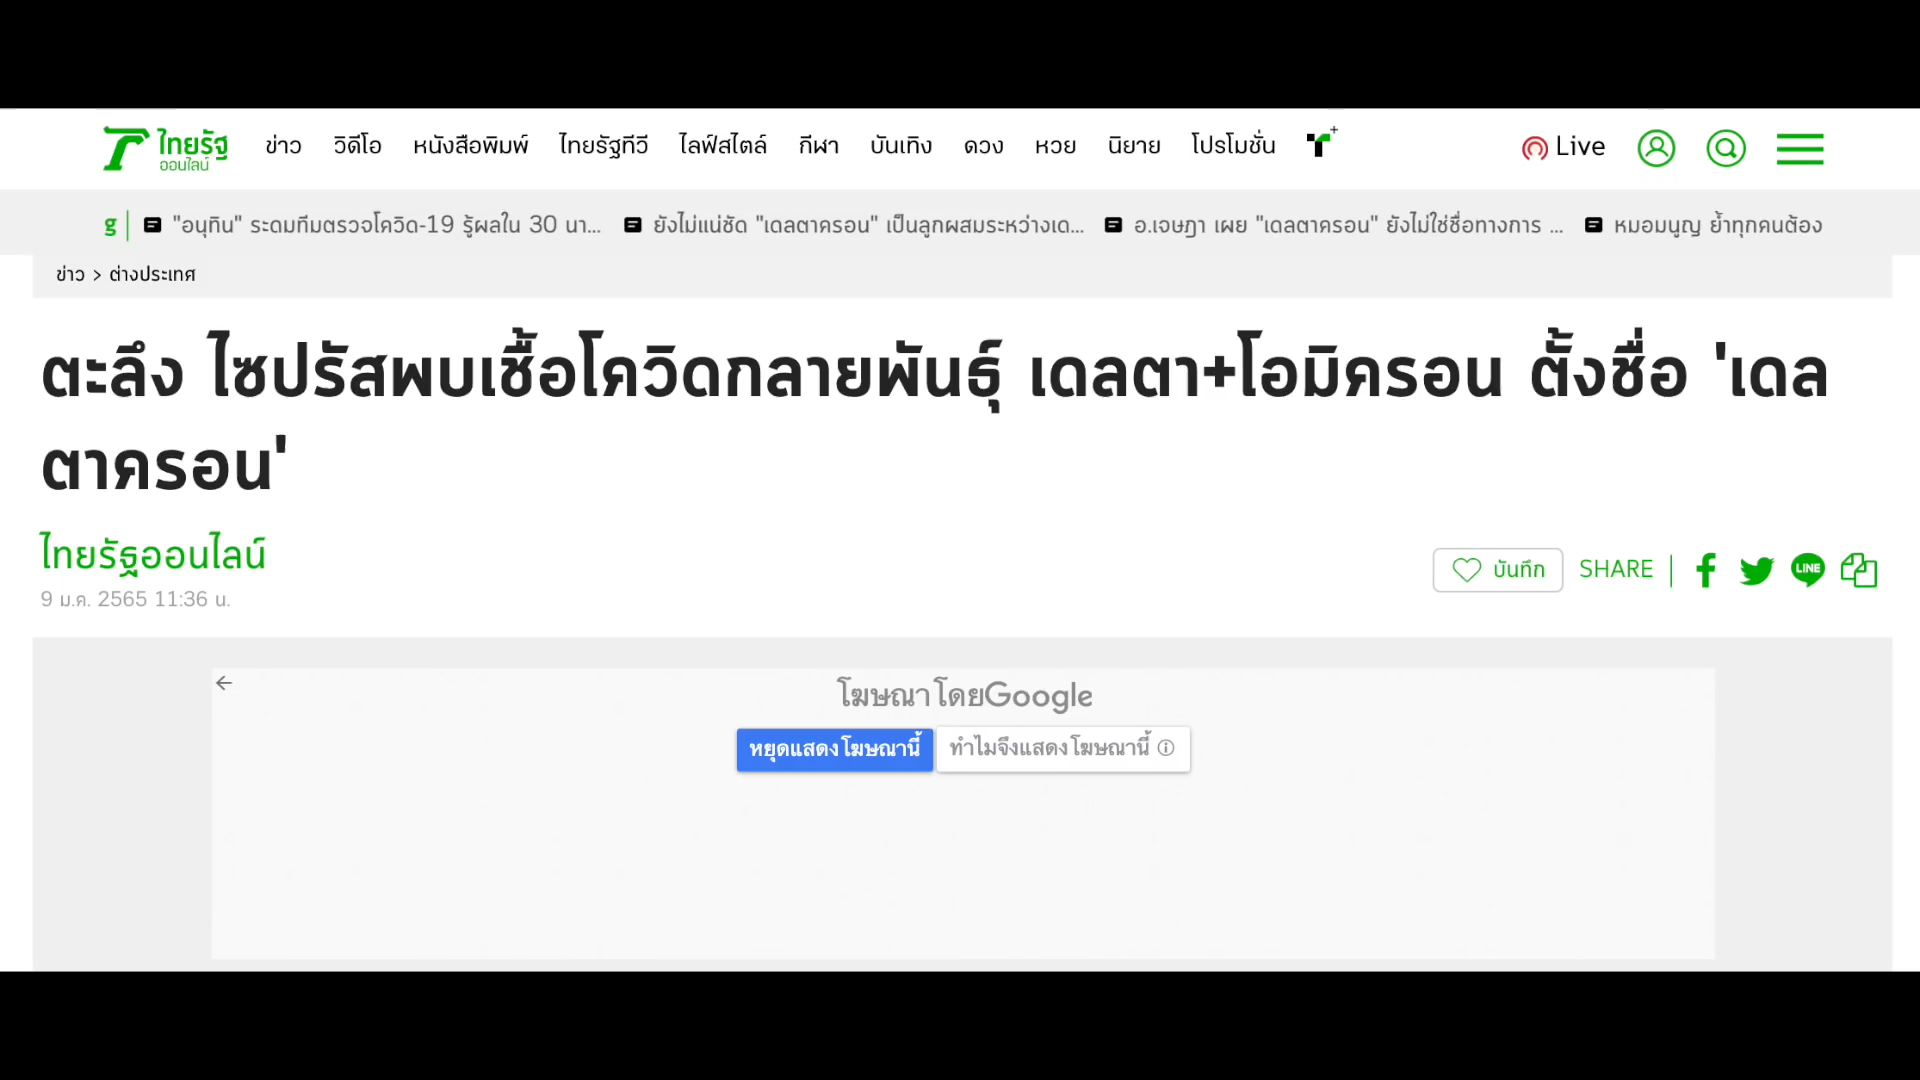 ไทยรัฐ
ออนไลน์
ข่าว วิดีโอ หนังสือพิมพ์ ไทยรัฐทีวี ไลฟ์สไตล์ กีฬา บันเทิง ดวง หวย นิยาย โปรโมชั่น
Live
"อนุทิน" ระดมทีมตรวจโควิด-19 รู้ผลใน 30 นา... ยังไม่แน่ชัด "เดลตาครอน" เป็นลูกผสมระหว่างเด... อ.เจษฎา เผย "เดลตาครอน" ยังไม่ใช่ชื่อทางการ ... หมอมนูญ ย้ำทุกคนต้อง
ข่าว > ต่างประเทศ
ตะลึง ไซปรัสพบเชื้อโควิดกลายพันธุ์ เดลตา+โอมิครอน ตั้งชื่อ 'เดล
ตาครอน'
ไทยรัฐออนไลน์
9 ม.ค. 2565 11:36 น.
บันทึก SHARE LINE
โฆษณาโดยGoogle
หยุดแสดงโฆษณานี้ ทำไมจึงแสดงโฆษณานี้